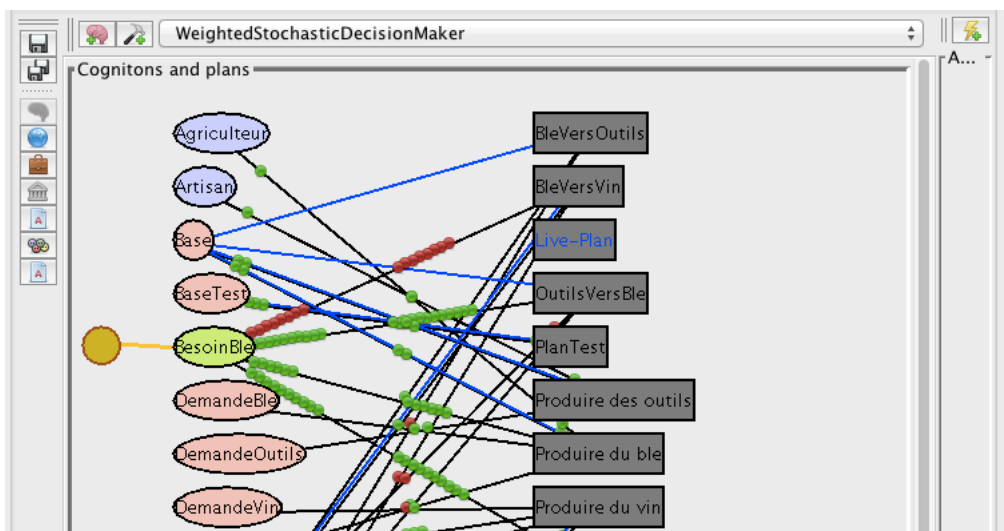 WeightedStochasticDecisionMaker
A...
Cognitons and plans
Agriculteur
BleVersOutils
Artisan
BleVersVin
Base
Live-Plan
BaseTest
OutilsVersBle
BesoinBle
PlanTest
DemandeBle
Produire des outils
DemandeOutils
Produire du ble
DemandeVin
Produire du vin